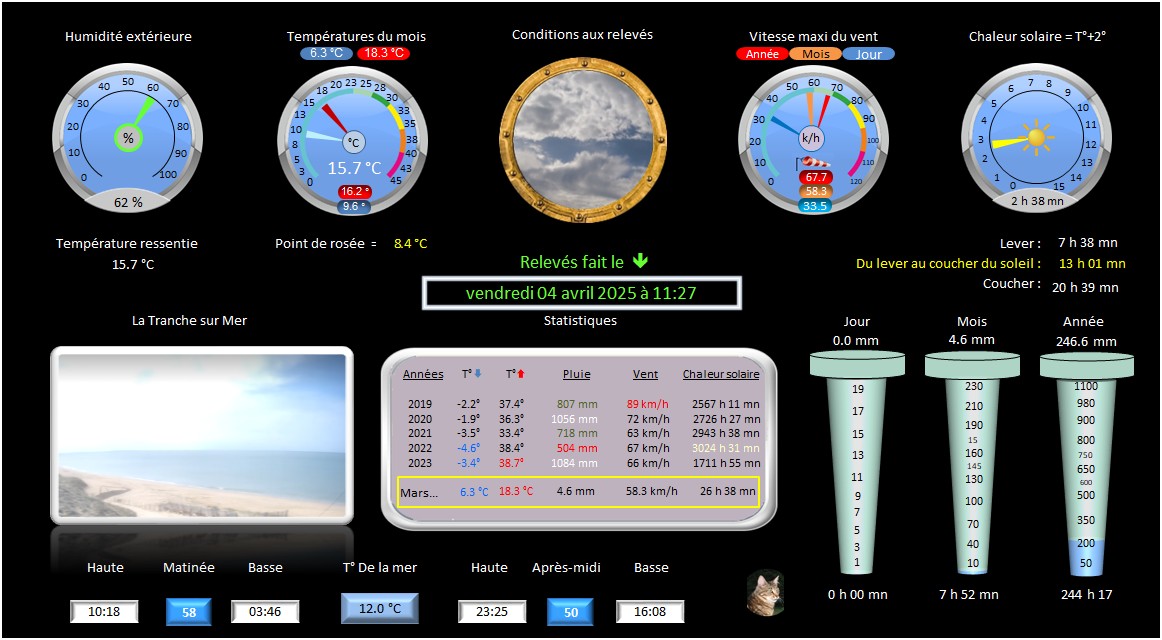 Humidité extérieure
Températures du mois
6.3 °C 18.3 °C
Conditions aux relevés
Vitesse maxi du vent
Année Mois Jour
Chaleur solaire = T°+2°
0 10 20 30 40 50 60 70 80 90 100
%
62 %
0 3 5 8 10 13 15 18 20 23 25 28 30 33 35 38 40 43 45
°C
15.7 °C
16.2 °
9.6 °
0 10 20 30 40 50 60 70 80 90 100 110 120
k/h
67.7
58.3
33.5
0 1 2 3 4 5 6 7 8 9 10 11 12 13 14 15
2 h 38 mn
Température ressentie
15.7 °C
Point de rosée = 8.4 °C
Lever : 7 h 38 mn
Du lever au coucher du soleil : 13 h 01 mn
Coucher : 20 h 39 mn
Relevés fait le
vendredi 04 avril 2025 à 11:27
La Tranche sur Mer
Statistiques
Années T° T° Pluie Vent Chaleur solaire
2019 -2.2° 37.4° 807 mm 89 km/h 2567 h 11 mn
2020 -1.9° 36.3° 1056 mm 72 km/h 2726 h 27 mn
2021 -3.5° 33.4° 718 mm 63 km/h 2943 h 38 mn
2022 -4.6° 38.4° 504 mm 67 km/h 3024 h 31 mn
2023 -3.4° 38.7° 1084 mm 66 km/h 1711 h 55 mn
Mars... 6.3 °C 18.3 °C 4.6 mm 58.3 km/h 26 h 38 mn
Jour
0.0 mm
19
17
15
13
11
9
7
5
3
1
0 h 00 mn
Mois
4.6 mm
230
210
190
15
160
145
130
100
70
40
10
7 h 52 mn
Année
246.6 mm
1100
980
900
800
750
650
600
500
350
200
50
244 h 17
Haute Matinée Basse
10:18 58 03:46
T° De la mer
12.0 °C
Haute Après-midi Basse
23:25 50 16:08